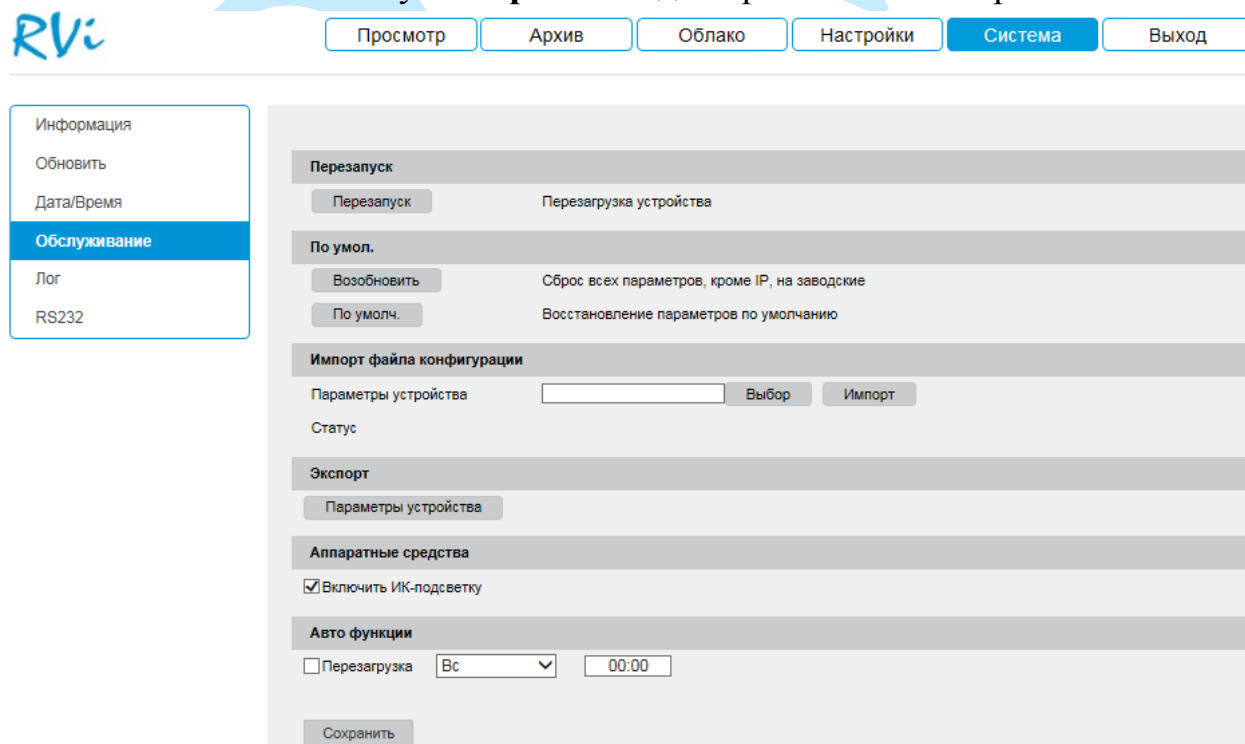 RVi
Просмотр Архив Облако Настройки Система Выход
Информация
Обновить
Дата/Время
Обслуживание
Лог
RS232
Перезапуск
Перезапуск Перезагрузка устройства
По умол.
Возобновить Сброс всех параметров, кроме IP, на заводские
По умолч. Восстановление параметров по умолчанию
Импорт файла конфигурации
Параметры устройства Выбор Импорт
Статус
Экспорт
Параметры устройства
Аппаратные средства
Включить ИК-подсветку
Авто функции
Перезагрузка Вс 00:00
Сохранить